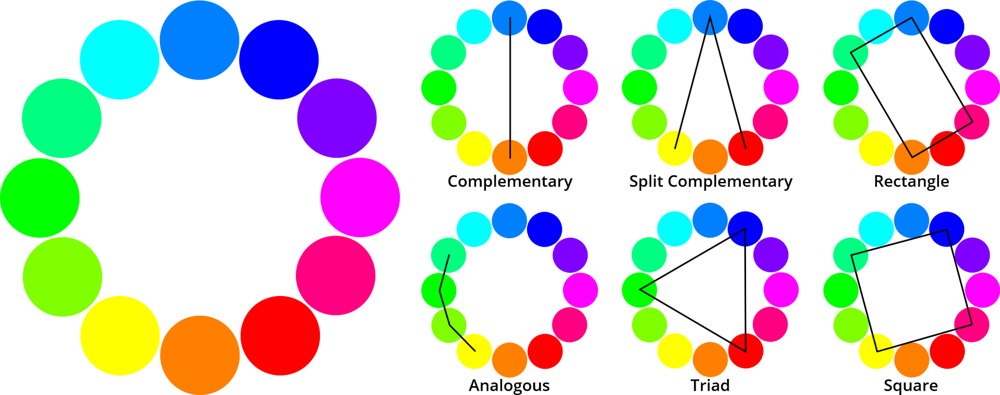 Complementary
Split Complementary
Rectangle
Analogous
Triad
Square